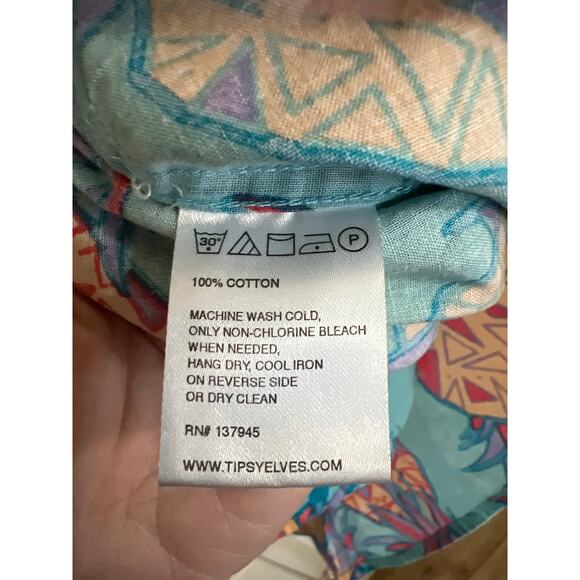 30°
P
100% COTTON
MACHINE WASH COLD,
ONLY NON-CHLORINE BLEACH
WHEN NEEDED,
HANG DRY, COOL IRON
ON REVERSE SIDE
OR DRY CLEAN
RN# 137945
WWW.TIPSYELVES.COM